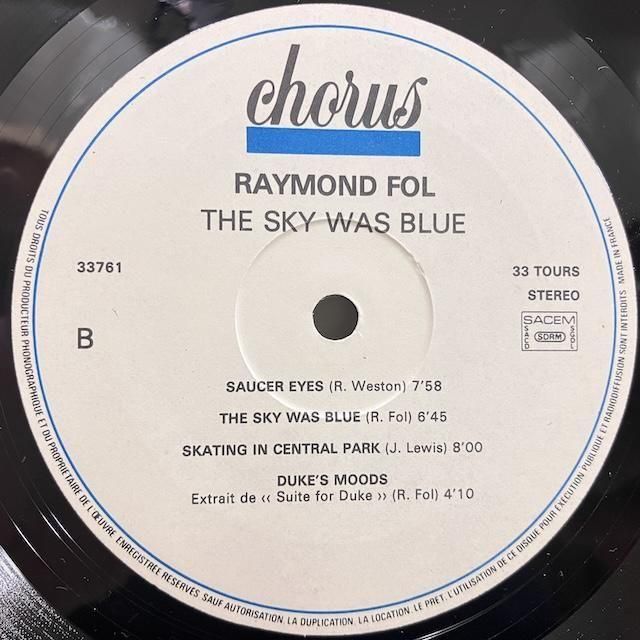 chorus
RAYMOND FOL
THE SKY WAS BLUE
33761
33 TOURS
STEREO
B
SACEM
SACD
SDRM
SGDL
SAUCER EYES (R. Weston) 7'58
THE SKY WAS BLUE (R. Fol) 6'45
SKATING IN CENTRAL PARK (J. Lewis) 8'00
DUKE'S MOODS
Extrait de ‹‹ Suite for Duke ›› (R. Fol) 4'10
TOUS DROITS DU PRODUCTEUR PHONOGRAPHIQUE ET DU PROPRIETAIRE DE L'ŒUVRE ENREGISTREE RESERVES SAUF AUTORISATION, LA DUPLICATION, LA LOCATION, LE PRET, L'UTILISATION DE CE DISQUE POUR EXECUTION PUBLIQUE ET RADIODIFFUSION SONT INTERDITS MADE IN FRANCE